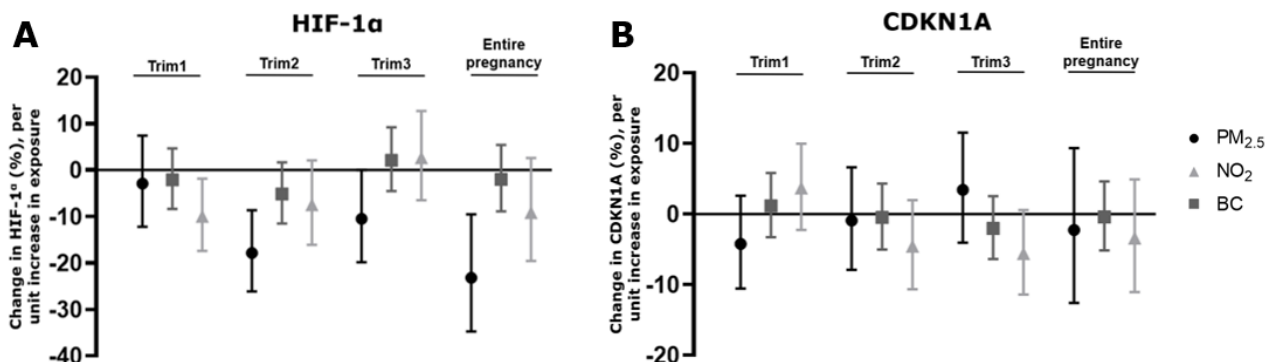 A
HIF-1α
Trim1
Trim2
Trim3
Entire
pregnancy
Change in HIF-1ᵅ (%), per
unit increase in exposure
20
10
0
-10
-20
-30
-40
B
CDKN1A
Trim1
Trim2
Trim3
Entire
pregnancy
Change in CDKN1A (%), per
unit increase in exposure
20
10
0
-10
-20
PM₂.₅
NO₂
BC